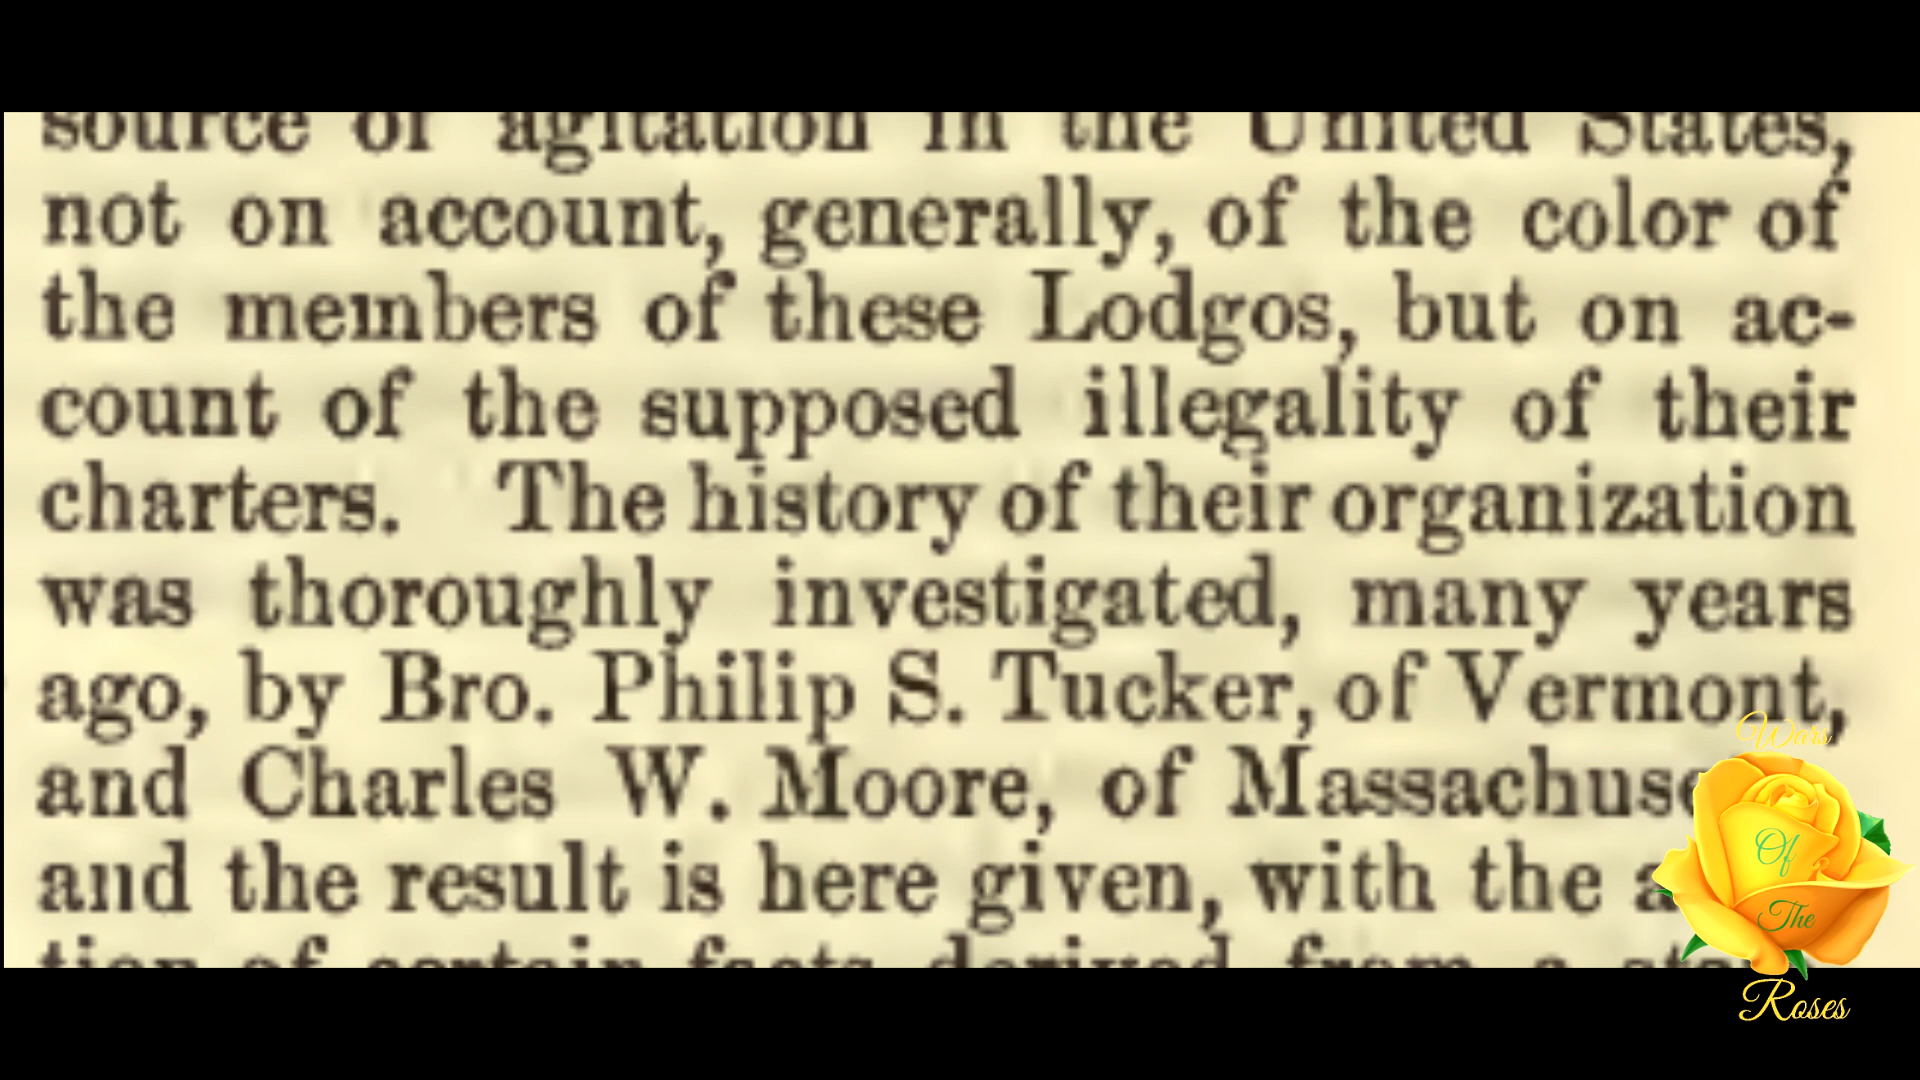 source of agitation in the United States,
not on account, generally, of the color of
the members of these Lodgos, but on ac-
count of the supposed illegality of their
charters. The history of their organization
was thoroughly investigated, many years
ago, by Bro. Philip S. Tucker, of Vermont,
and Charles W. Moore, of Massachuse
and the result is here given, with the a
tion of certain facts derived from a
Wars
Of
The
Roses